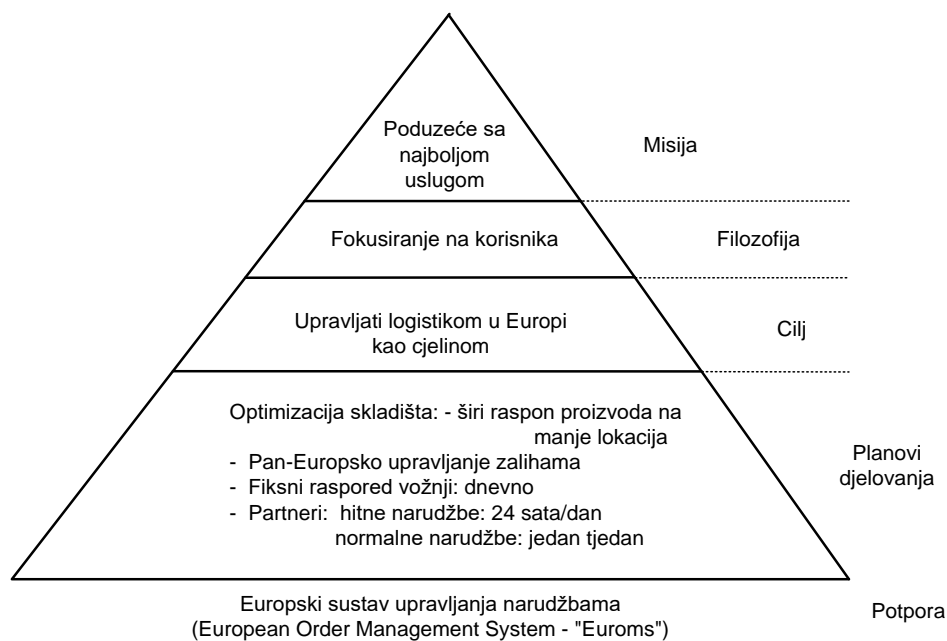 Poduzeće sa
najboljom
uslugom
Misija
Fokusiranje na korisnika
Filozofija
Upravljati logistikom u Europi
kao cjelinom
Cilj
Optimizacija skladišta: - širi raspon proizvoda na
manje lokacija
- Pan-Europsko upravljanje zalihama
- Fiksni raspored vožnji: dnevno
- Partneri: hitne narudžbe: 24 sata/dan
normalne narudžbe: jedan tjedan
Planovi
djelovanja
Europski sustav upravljanja narudžbama
(European Order Management System - "Euroms")
Potpora